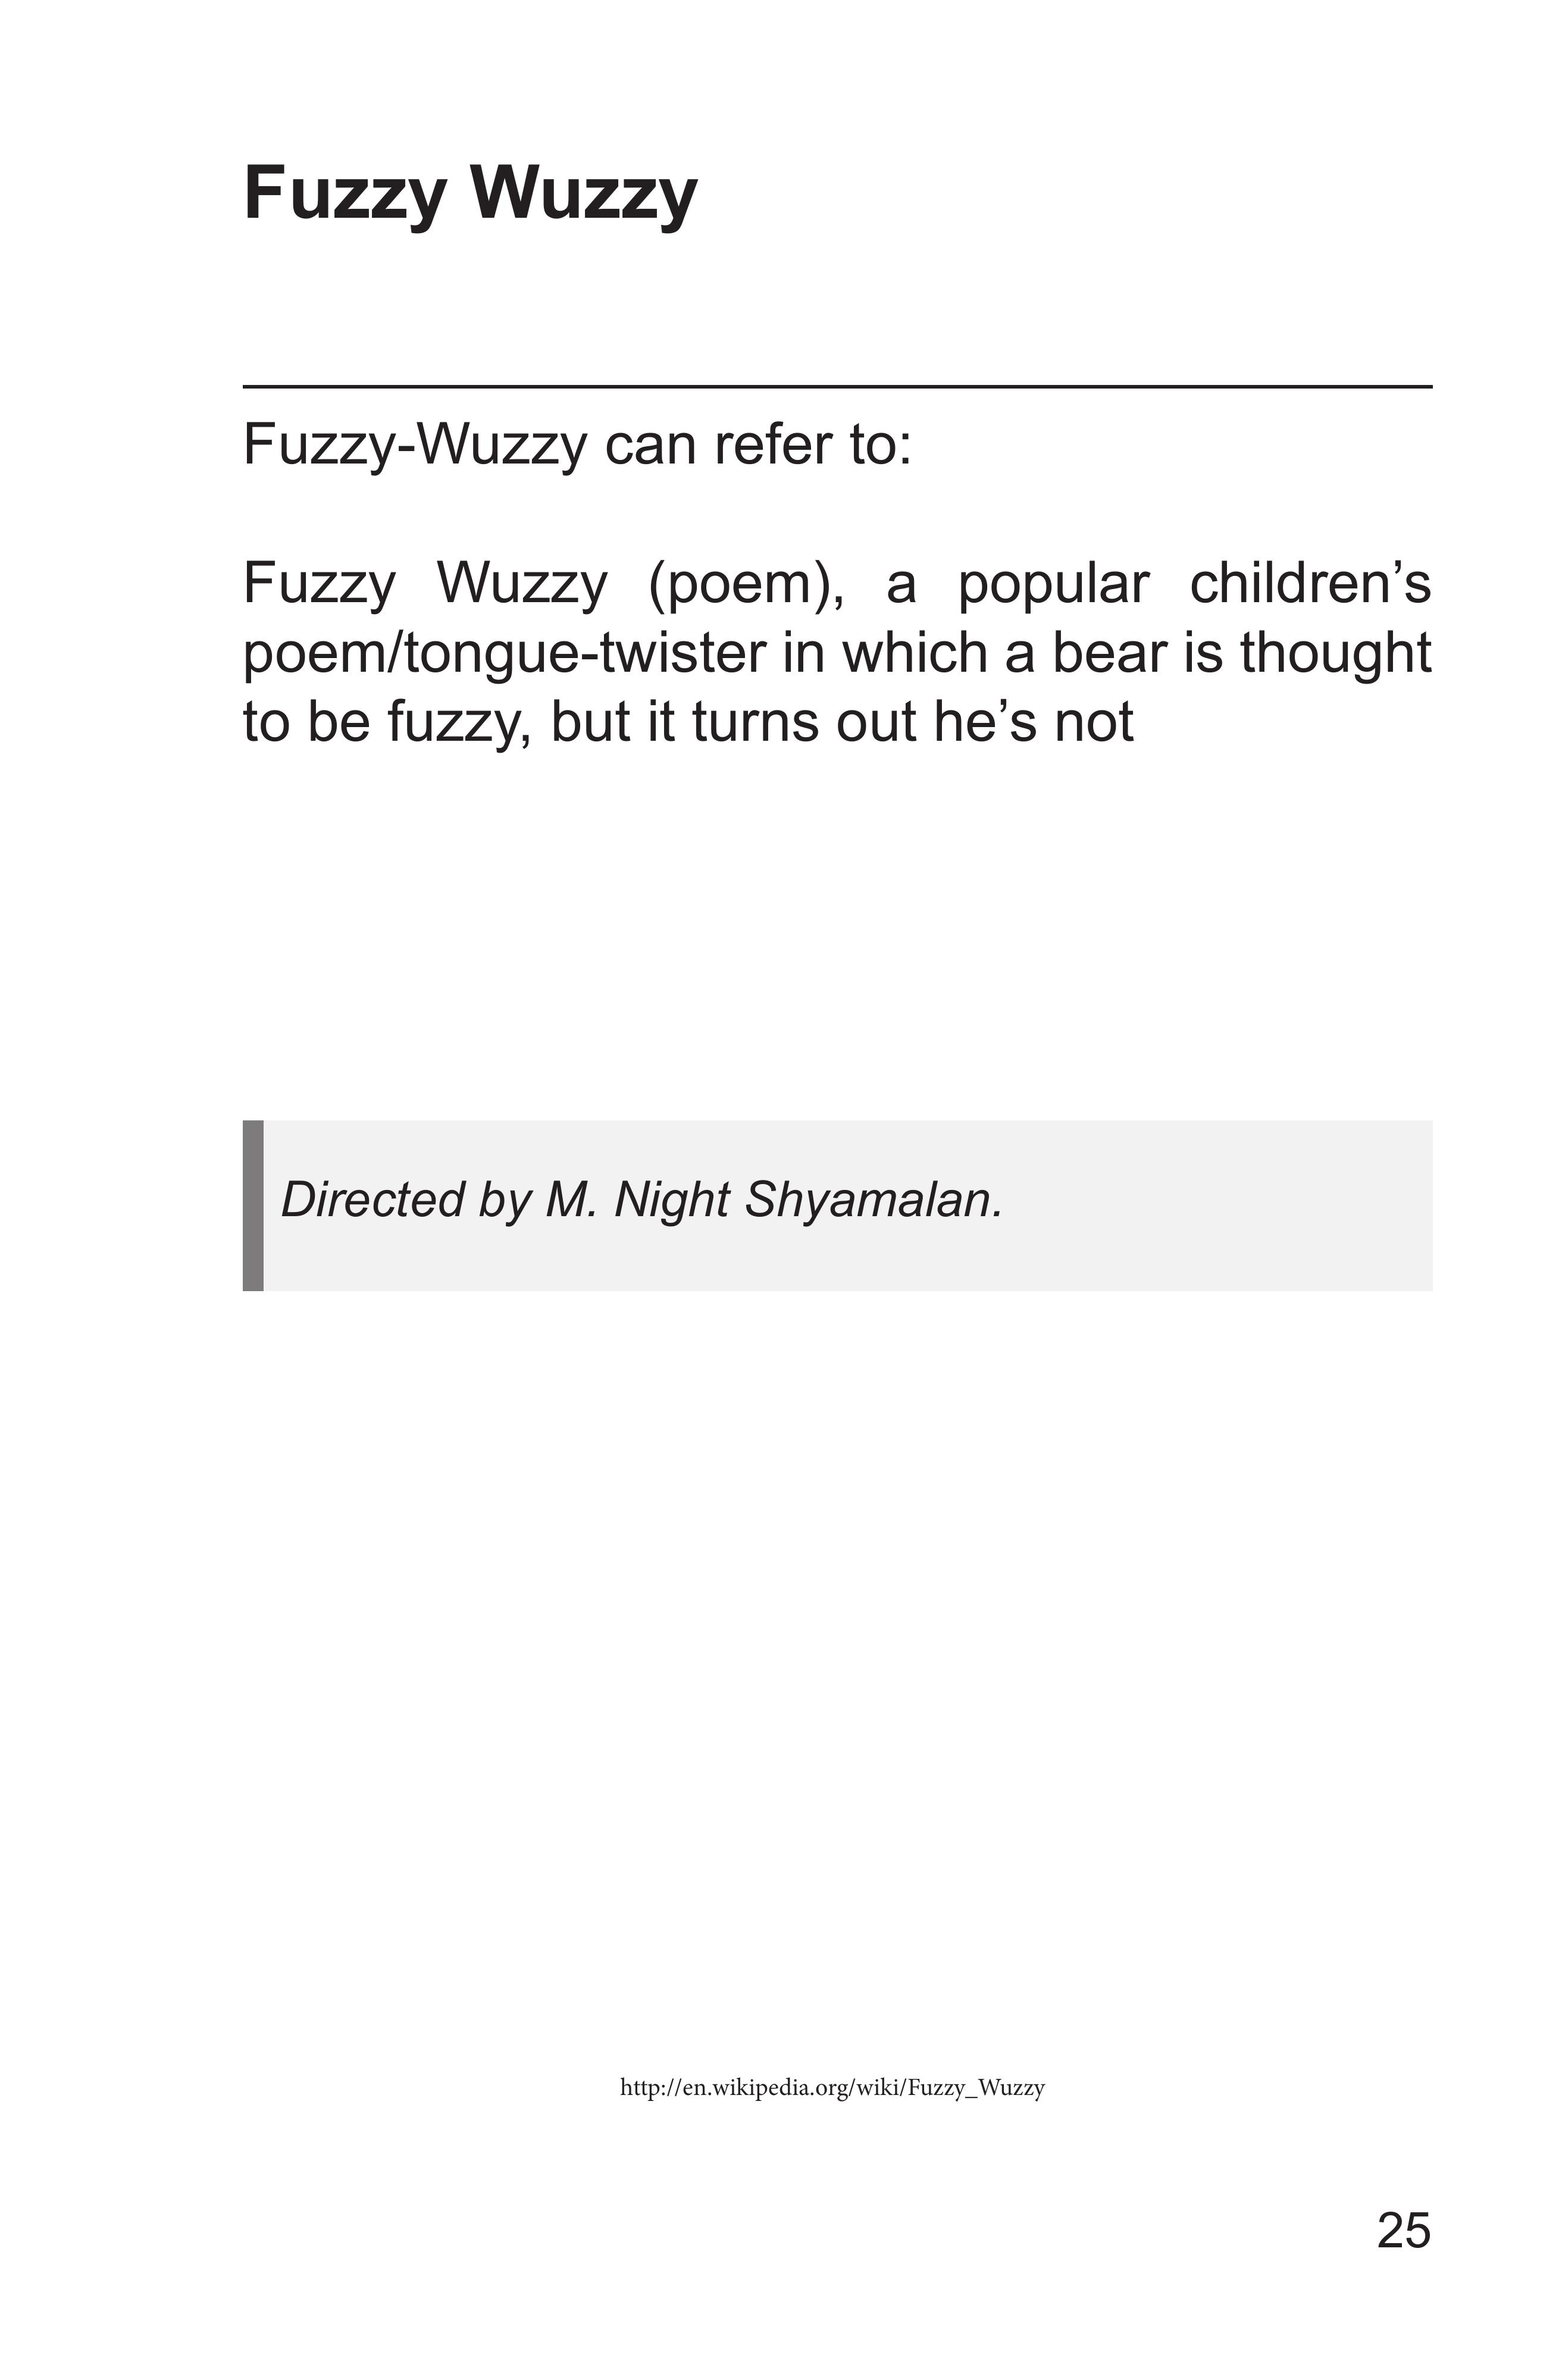 Fuzzy Wuzzy
Fuzzy-Wuzzy can refer to:
Fuzzy Wuzzy (poem), a popular children’s
poem/tongue-twister in which a bear is thought
to be fuzzy, but it turns out he’s not
Directed by M. Night Shyamalan.
http://en.wikipedia.org/wiki/Fuzzy_Wuzzy
25